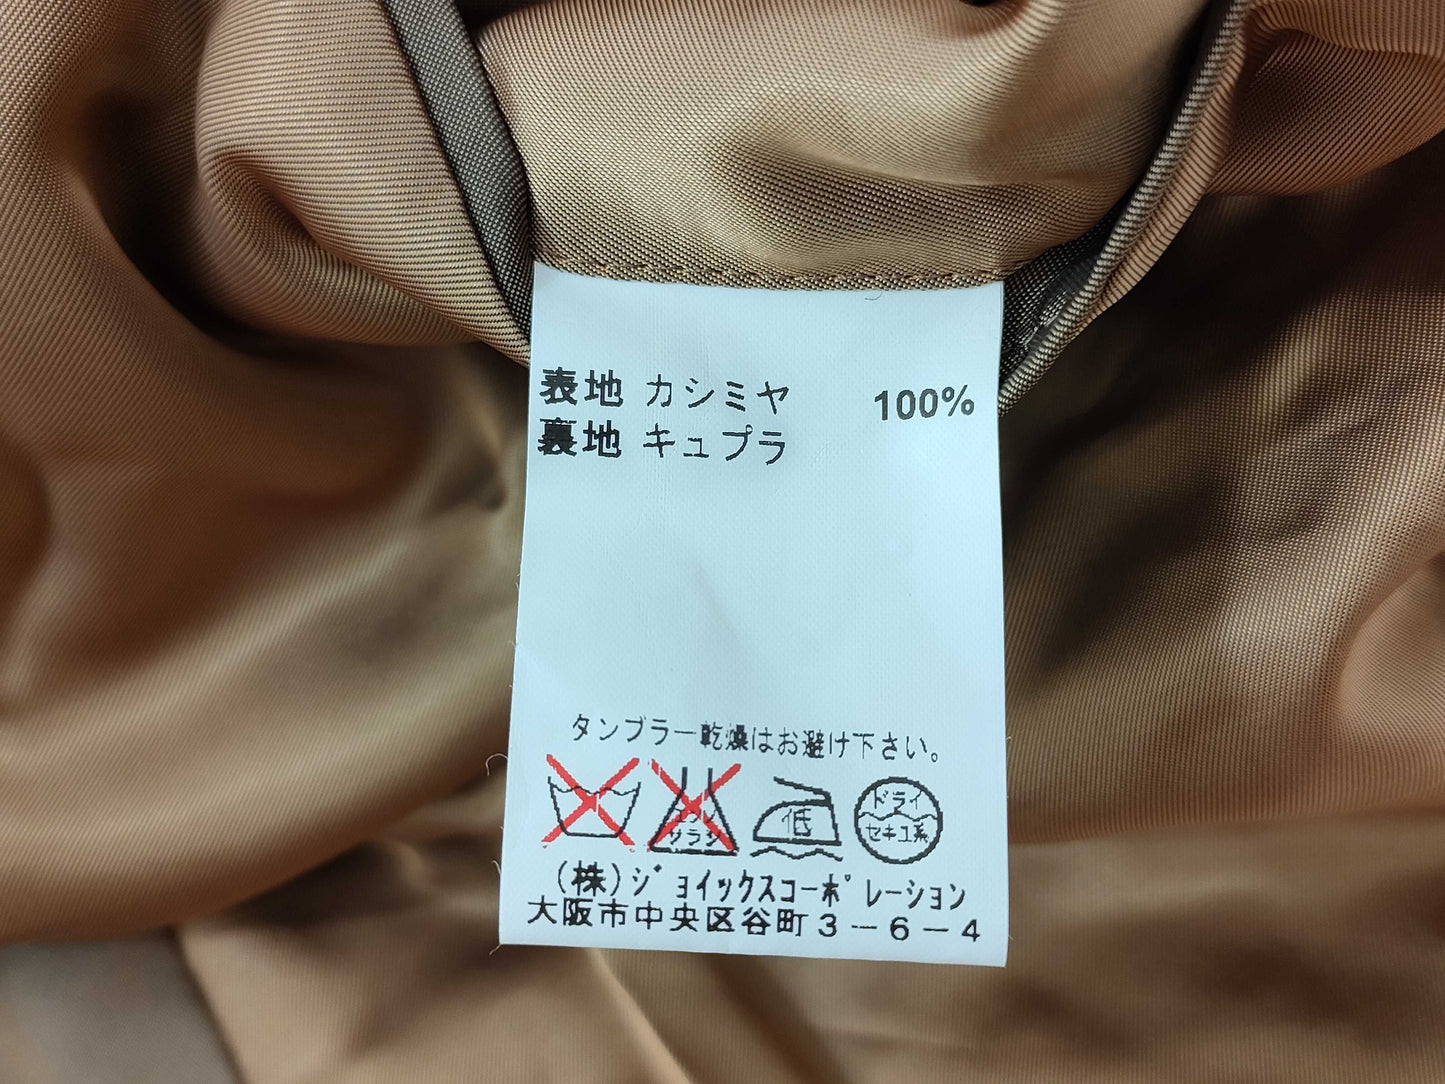 表地 カシミヤ 100%
裏地 キュプラ
タンブラー乾燥はお避け下さい。
サラシ
低
ドライ
セキユ系
(株)ジョイックスコーポレーション
大阪市中央区谷町3-6-4